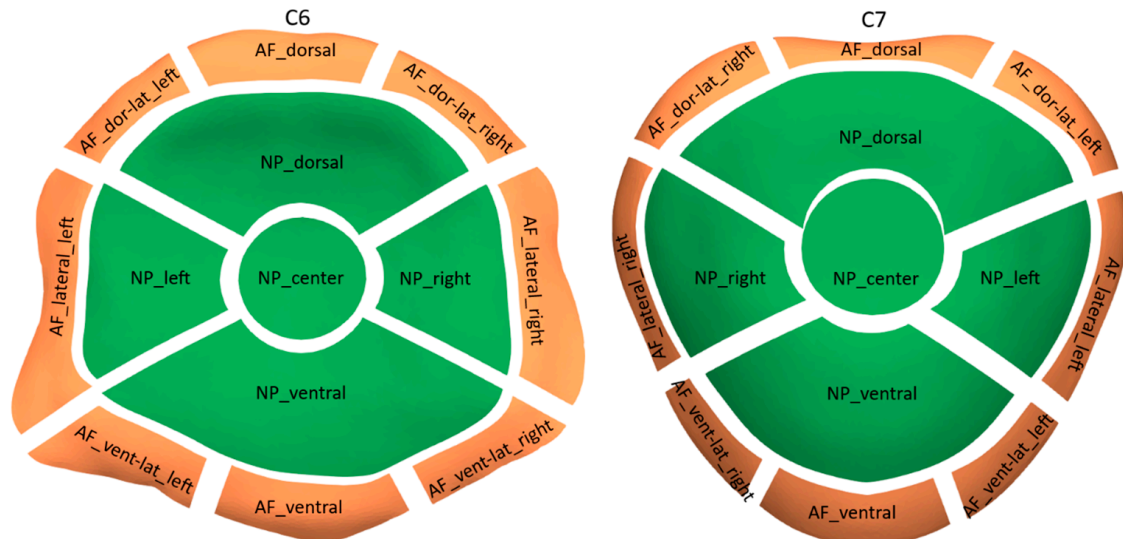 C6
AF_dorsal
AF_dor-lat_left
AF_dor-lat_right
NP_dorsal
AF_lateral_left
NP_left
NP_center
NP_right
AF_lateral_right
NP_ventral
AF_vent-lat_left
AF_ventral
AF_vent-lat_right
C7
AF_dorsal
AF_dor-lat_right
AF_dor-lat_left
NP_dorsal
AF_lateral_right
NP_right
NP_center
NP_left
AF_lateral_left
NP_ventral
AF_vent-lat_right
AF_ventral
AF_vent-lat_left